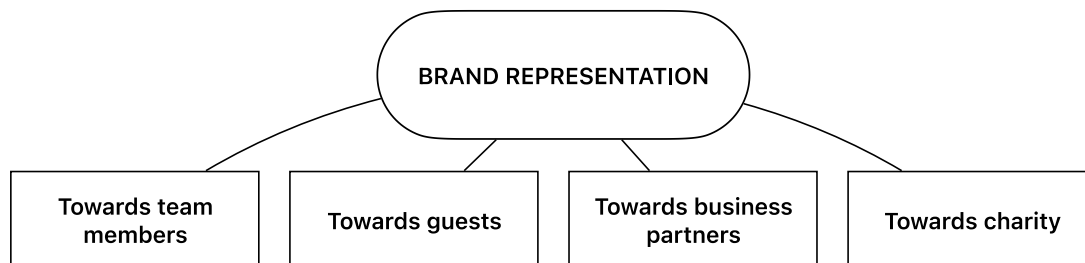 BRAND REPRESENTATION
Towards team
members
Towards guests
Towards business
partners
Towards charity